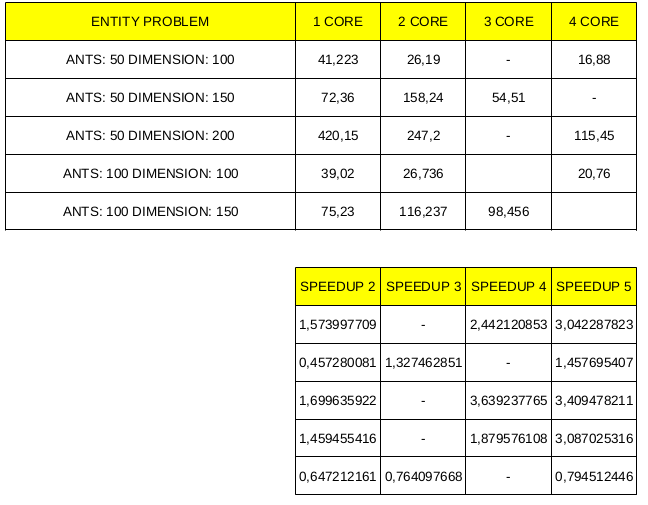 ENTITY PROBLEM 1 CORE 2 CORE 3 CORE 4 CORE
ANTS: 50 DIMENSION: 100 41,223 26,19 - 16,88
ANTS: 50 DIMENSION: 150 72,36 158,24 54,51 -
ANTS: 50 DIMENSION: 200 420,15 247,2 - 115,45
ANTS: 100 DIMENSION: 100 39,02 26,736 20,76
ANTS: 100 DIMENSION: 150 75,23 116,237 98,456
SPEEDUP 2 SPEEDUP 3 SPEEDUP 4 SPEEDUP 5
1,573997709 - 2,442120853 3,042287823
0,457280081 1,327462851 - 1,457695407
1,699635922 - 3,639237765 3,409478211
1,459455416 - 1,879576108 3,087025316
0,647212161 0,764097668 - 0,794512446